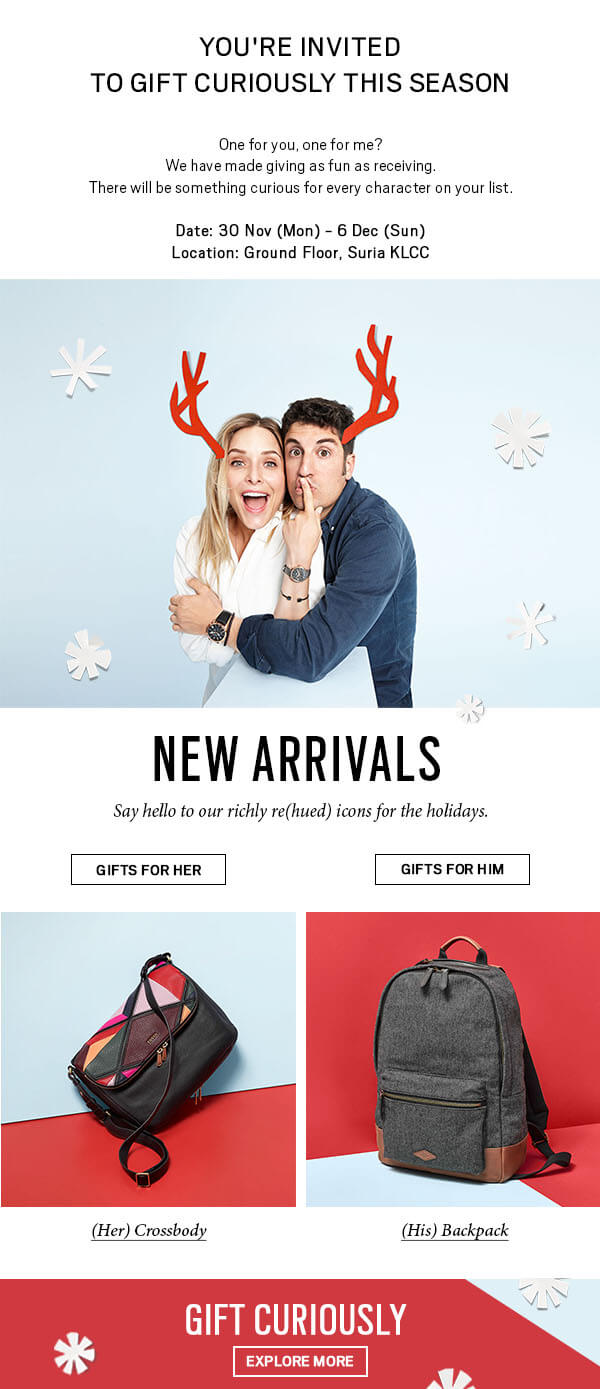 YOU'RE INVITED
TO GIFT CURIOUSLY THIS SEASON
One for you, one for me?
We have made giving as fun as receiving.
There will be something curious for every character on your list.
Date: 30 Nov (Mon) - 6 Dec (Sun)
Location: Ground Floor, Suria KLCC
NEW ARRIVALS
Say hello to our richly re(hued) icons for the holidays.
GIFTS FOR HER
GIFTS FOR HIM
(Her) Crossbody
(His) Backpack
GIFT CURIOUSLY
EXPLORE MORE